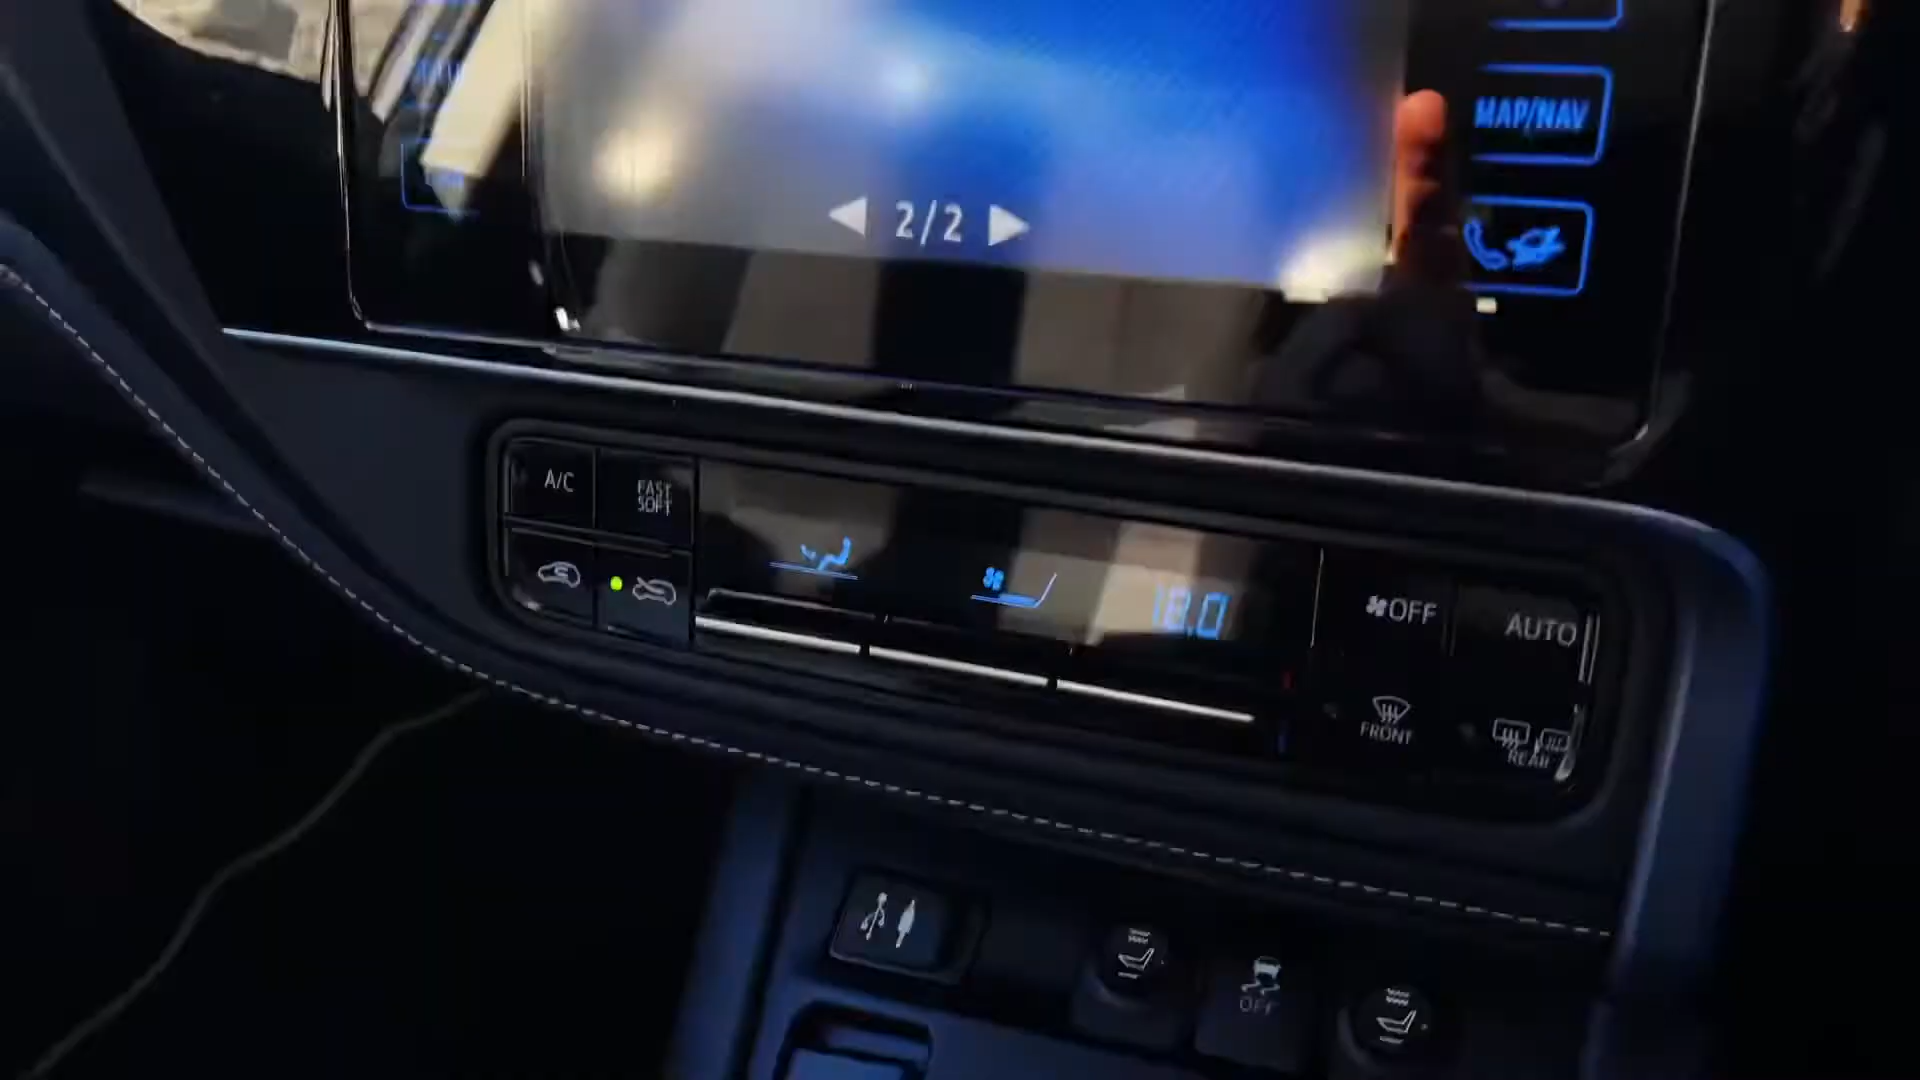 MAP/NAV
2/2
A/C
FAST
SOFT
18.0
OFF
AUTO
FRONT
REAR
OFF